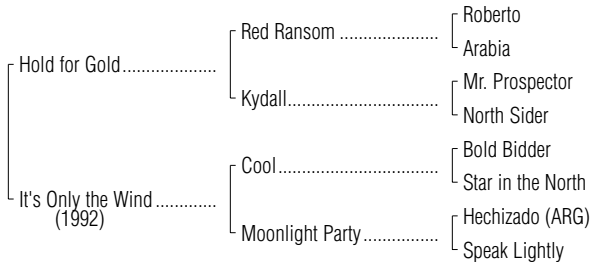 Roberto
Red Ransom ....................
Arabia
Hold for Gold....................
Mr. Prospector
Kydall................................
North Sider
Bold Bidder
Cool..................................
Star in the North
It's Only the Wind .............
(1992)
Hechizado (ARG)
Moonlight Party................
Speak Lightly